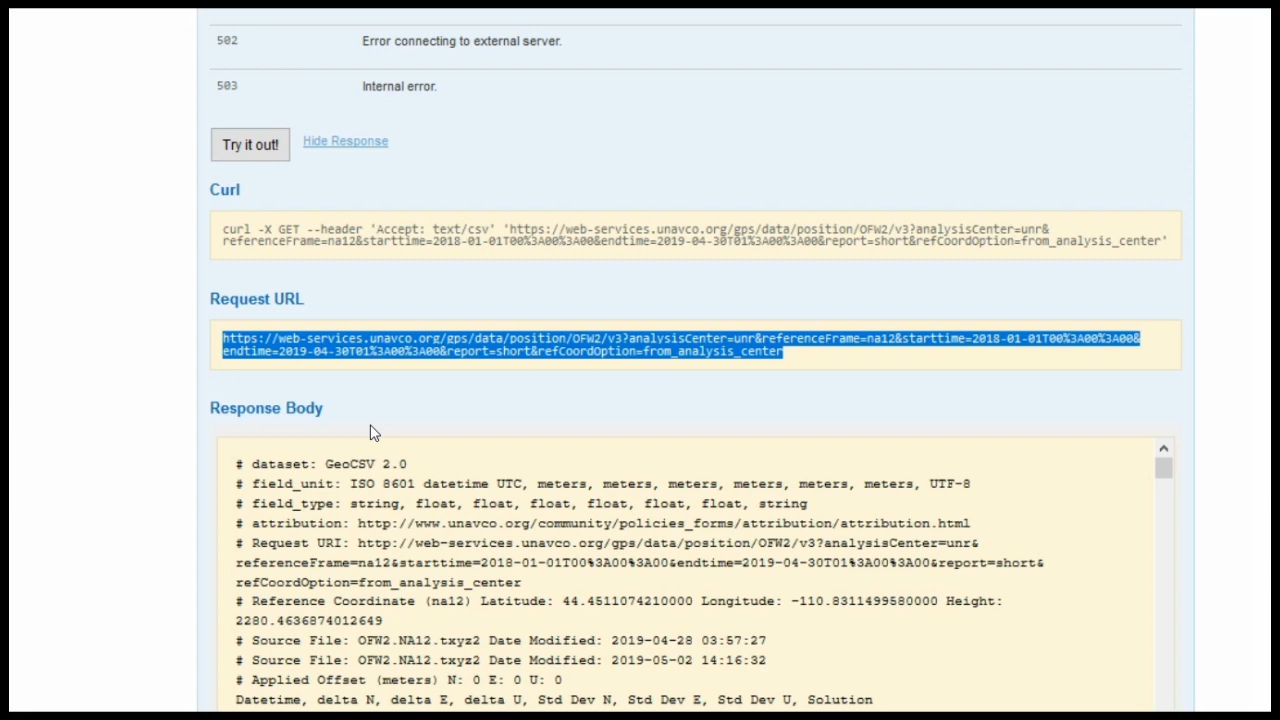 502 Error connecting to external server.
503 Internal error.
Try it out! Hide Response
Curl
curl -X GET --header 'Accept: text/csv' 'https://web-services.unavco.org/gps/data/position/OFW2/v3?analysisCenter=unr&
referenceFrame=na12&starttime=2018-01-01T00%3A00%3A00&endtime=2019-04-30T01%3A00%3A00&report=short&refCoordOption=from_analysis_center'
Request URL
https://web-services.unavco.org/gps/data/position/OFW2/v3?analysisCenter=unr&referenceFrame=na12&starttime=2018-01-01T00%3A00%3A00&
endtime=2019-04-30T01%3A00%3A00&report=short&refCoordOption=from_analysis_center
Response Body
# dataset: GeoCSV 2.0
# field_unit: ISO 8601 datetime UTC, meters, meters, meters, meters, meters, meters, UTF-8
# field_type: string, float, float, float, float, float, float, string
# attribution: http://www.unavco.org/community/policies_forms/attribution/attribution.html
# Request URI: http://web-services.unavco.org/gps/data/position/OFW2/v3?analysisCenter=unr&
referenceFrame=na12&starttime=2018-01-01T00%3A00%3A00&endtime=2019-04-30T01%3A00%3A00&report=short&
refCoordOption=from_analysis_center
# Reference Coordinate (na12) Latitude: 44.4511074210000 Longitude: -110.8311499580000 Height:
2280.4636874012649
# Source File: OFW2.NA12.txyz2 Date Modified: 2019-04-28 03:57:27
# Source File: OFW2.NA12.txyz2 Date Modified: 2019-05-02 14:16:32
# Applied Offset (meters) N: 0 E: 0 U: 0
Datetime, delta N, delta E, delta U, Std Dev N, Std Dev E, Std Dev U, Solution